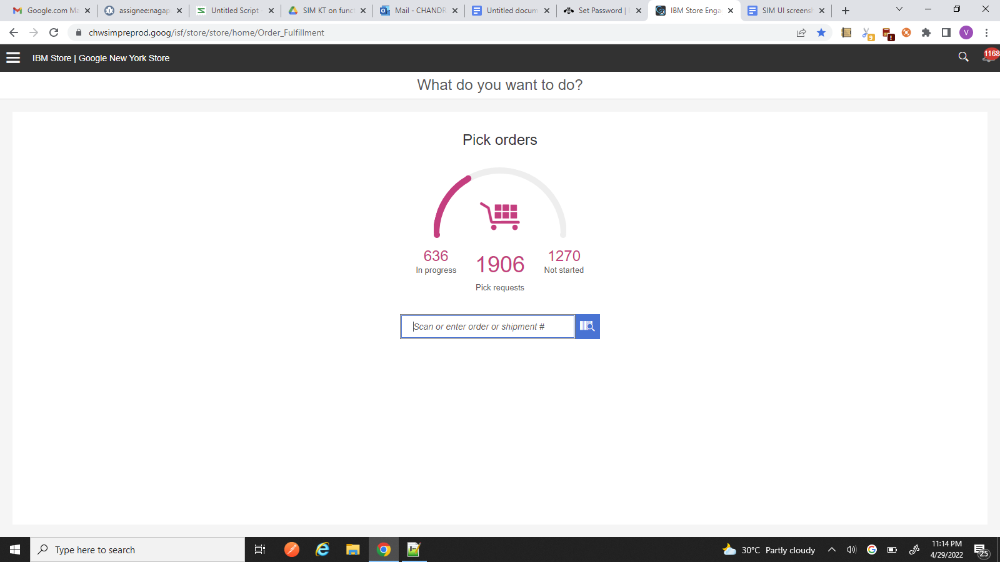 Google.com Ma
assignee:nagap
Untitled Script
SIM KT on funct
Mail - CHANDR
Untitled docum
Set Password |
IBM Store Enga
SIM UI screensh
chwsimpreprod.goog/isf/store/store/home/Order_Fulfillment
9
!
V
IBM Store | Google New York Store
1168
What do you want to do?
Pick orders
636
In progress
1906
Pick requests
1270
Not started
Scan or enter order or shipment #
Type here to search
30°C Partly cloudy
11:14 PM
4/29/2022
25